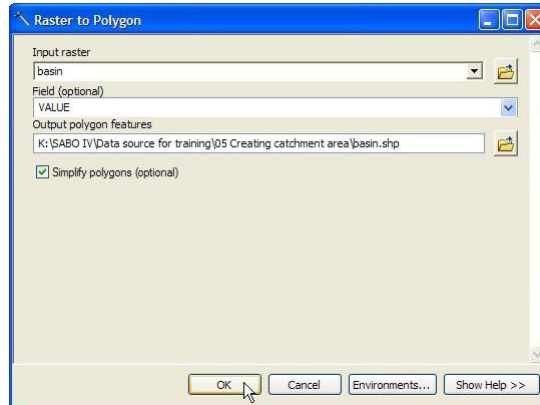 Raster to Polygon
Input raster
basin
Field (optional)
VALUE
Output polygon features
K:\SABO IV\Data source for training\05 Creating catchment area\basin.shp
Simplify polygons (optional)
OK Cancel Environments... Show Help >>